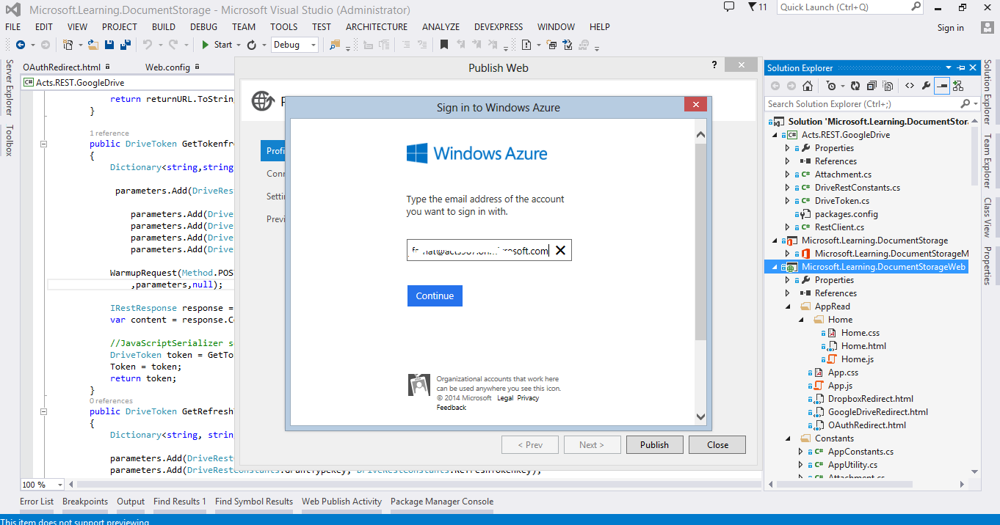 Microsoft.Learning.DocumentStorage - Microsoft Visual Studio (Administrator)
11
Quick Launch (Ctrl+Q)
FILE EDIT VIEW PROJECT BUILD DEBUG TEAM TOOLS TEST ARCHITECTURE ANALYZE DEVEXPRESS WINDOW HELP
Sign in
Start
Debug
Server Explorer
Toolbox
OAuthRedirect.html
Web.config
C# Acts.REST.GoogleDrive
return returnURL.ToString
}
1 reference
public DriveToken GetTokenfr
{
Dictionary<string,string
parameters.Add(DriveRes
parameters.Add(Drive
parameters.Add(Drive
parameters.Add(Drive
parameters.Add(Drive
WarmupRequest(Method.POS
,parameters,null);
IRestResponse response =
var content = response.Co
//JavaScriptSerializer s
DriveToken token = GetTo
Token = token;
return token;
}
0 references
public DriveToken GetRefresh
{
Dictionary<string, strin
parameters.Add(DriveRest
parameters.Add(DriveRestConstants.GrantTypeKey, DriveRestConstants.RefreshTokenKey);
100 %
Publish Web
?
Profi
Conn
Settin
Previ
Sign in to Windows Azure
Windows Azure
Type the email address of the account
you want to sign in with.
Continue
Organizational accounts that work here
can be used anywhere you see this icon.
© 2014 Microsoft Legal Privacy
Feedback
< Prev
Next >
Publish
Close
Solution Explorer
Search Solution Explorer (Ctrl+;)
Solution 'Microsoft.Learning.DocumentStor
C# Acts.REST.GoogleDrive
Properties
References
C# Attachment.cs
C# DriveRestConstants.cs
C# DriveToken.cs
packages.config
C# RestClient.cs
Microsoft.Learning.DocumentStorage
Microsoft.Learning.DocumentStorageM
Microsoft.Learning.DocumentStorageWeb
Properties
References
AppRead
Home
Home.css
Home.html
Home.js
App.css
App.js
DropboxRedirect.html
GoogleDriveRedirect.html
OAuthRedirect.html
Constants
C# AppConstants.cs
C# AppUtility.cs
C# Attachment.cs
Solution Explorer
Team Explorer
Class View
Properties
Error List Breakpoints Output Find Results 1 Find Symbol Results Web Publish Activity Package Manager Console
This item does not support previewing